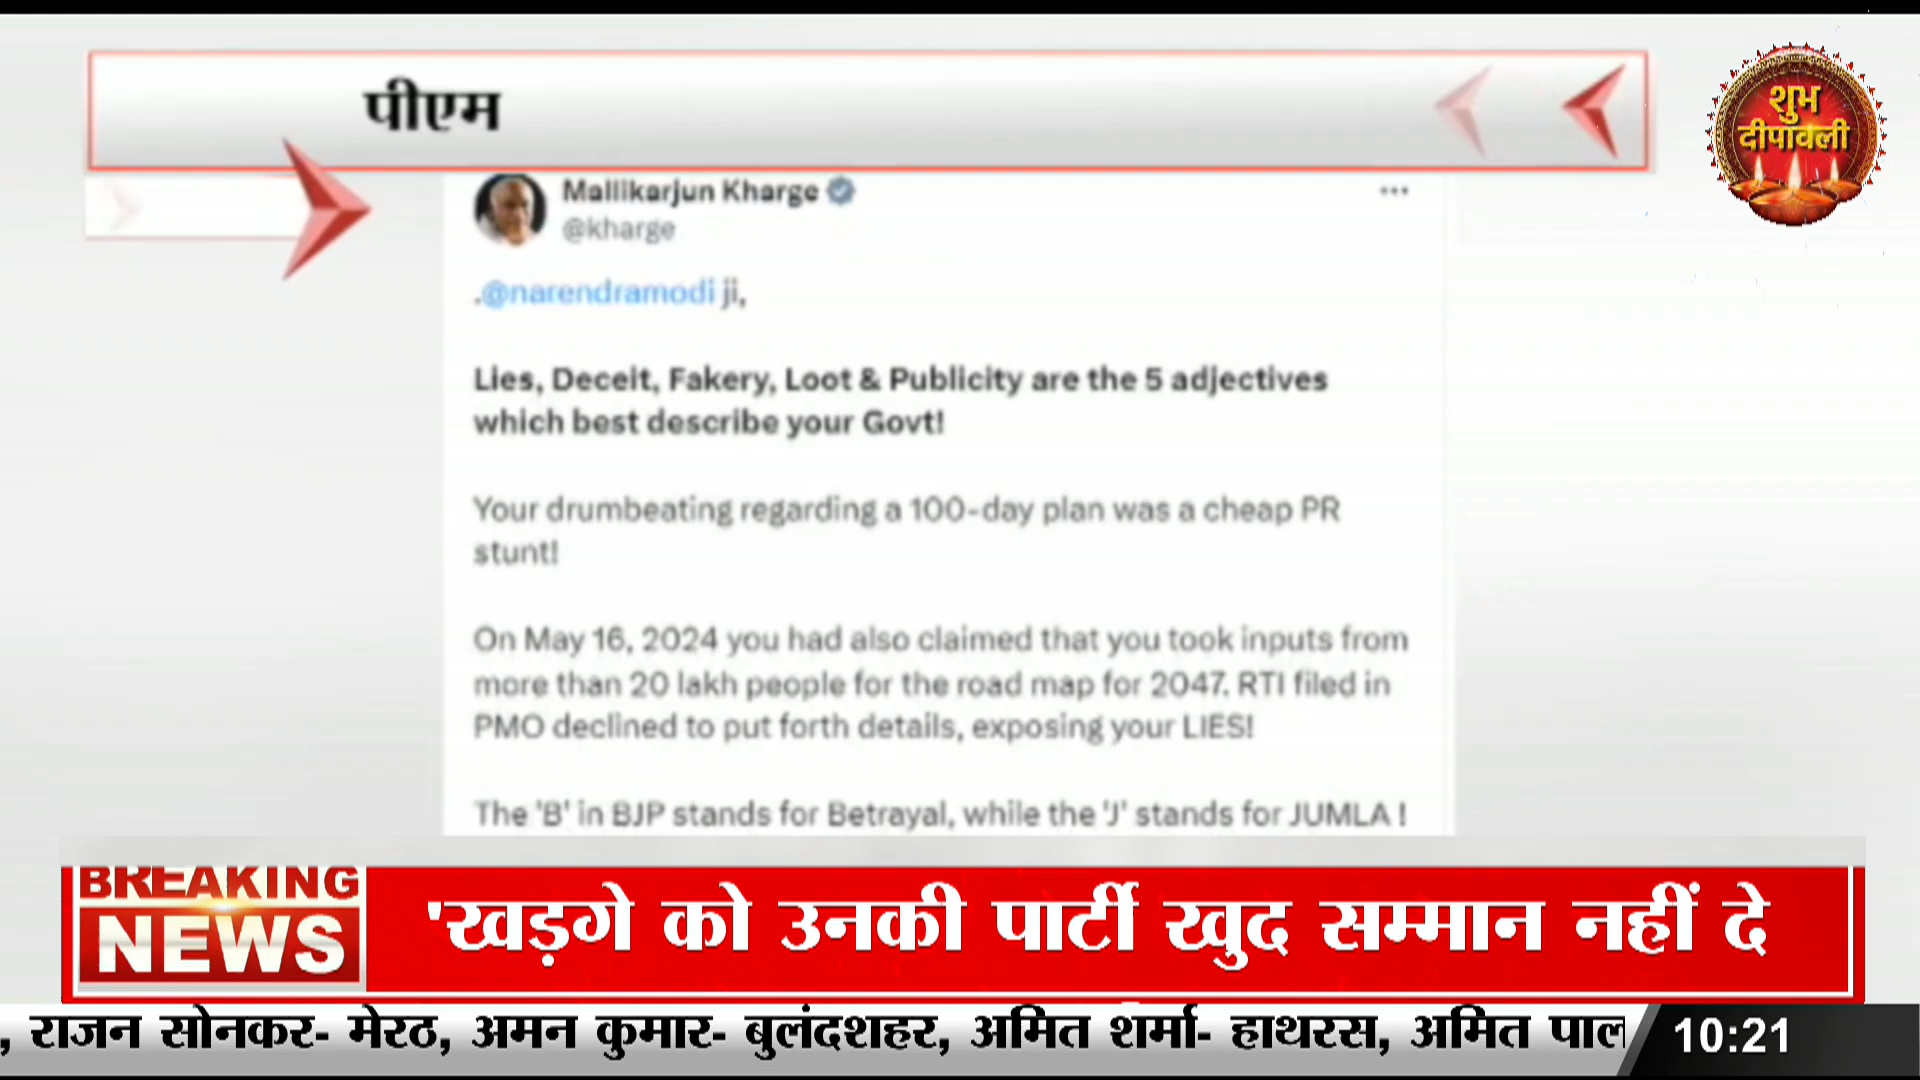 पीएम
शुभ
दीपावली
Mallikarjun Kharge
@kharge
.@narendramodi ji,
Lies, Deceit, Fakery, Loot & Publicity are the 5 adjectives
which best describe your Govt!
Your drumbeating regarding a 100-day plan was a cheap PR
stunt!
On May 16, 2024 you had also claimed that you took inputs from
more than 20 lakh people for the road map for 2047. RTI filed in
PMO declined to put forth details, exposing your LIES!
The 'B' in BJP stands for Betrayal, while the 'J' stands for JUMLA !
BREAKING
NEWS
'खड़गे को उनकी पार्टी खुद सम्मान नहीं दे
, राजन सोनकर- मेरठ, अमन कुमार- बुलंदशहर, अमित शर्मा- हाथरस, अमित पाल
10:21